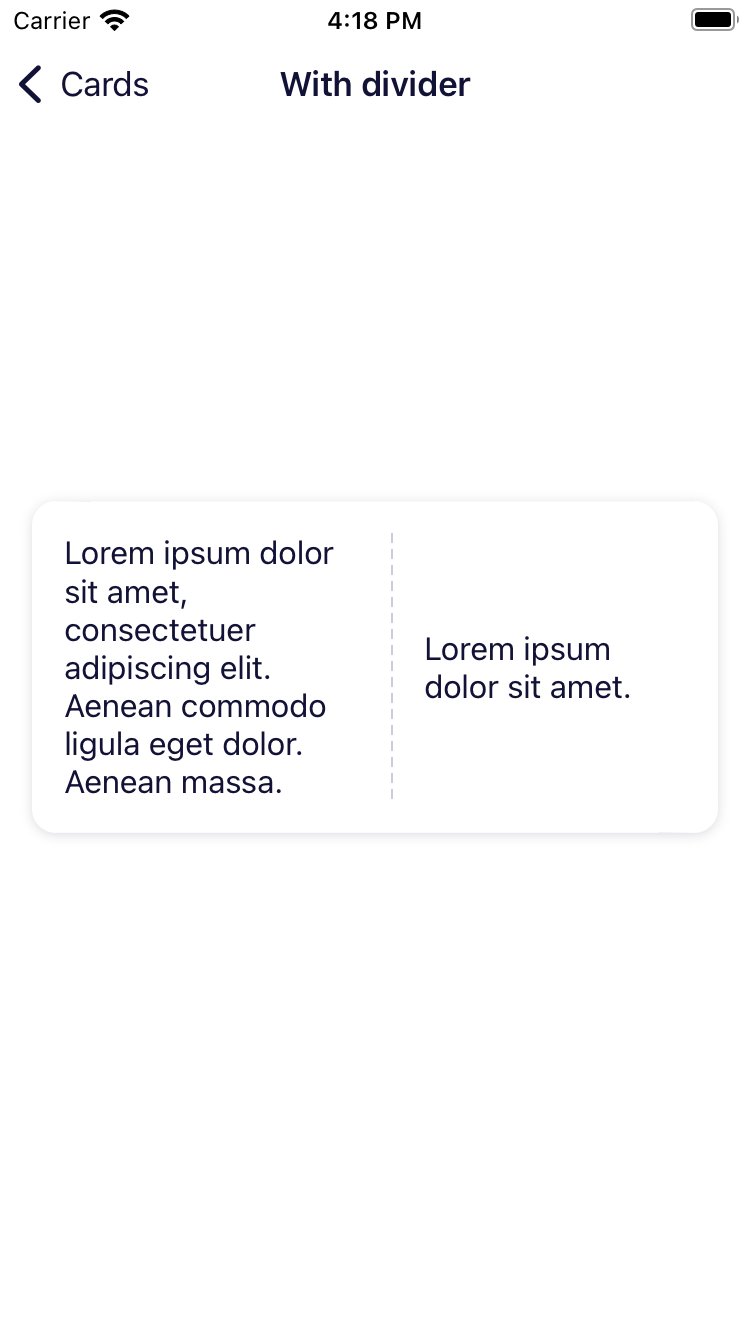 Carrier 4:18 PM
Cards With divider
Lorem ipsum dolor
sit amet,
consectetuer
adipiscing elit.
Aenean commodo
ligula eget dolor.
Aenean massa.
Lorem ipsum
dolor sit amet.